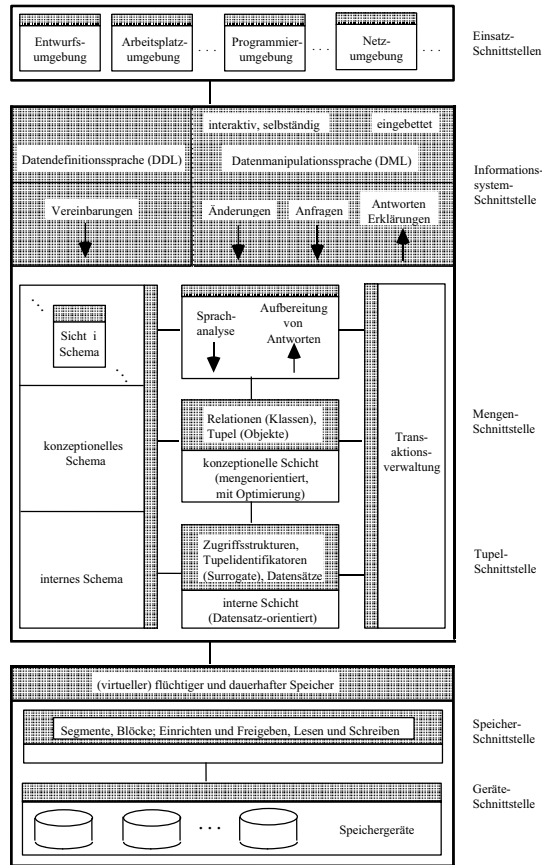 Einsatz-
Schnittstellen
Entwurfs-
umgebung
Arbeitsplatz-
umgebung
. . .
Programmier-
umgebung
. . .
Netz-
umgebung
. . .
interaktiv, selbständig
eingebettet
Datendefinitionssprache (DDL)
Datenmanipulationssprache (DML)
Informations-
system-
Schnittstelle
Vereinbarungen
Änderungen
Anfragen
Antworten
Erklärungen
Sicht i
Schema
Sprach-
analyse
Aufbereitung
von
Antworten
konzeptionelles
Schema
Relationen (Klassen),
Tupel (Objekte)
konzeptionelle Schicht
(mengenorientiert,
mit Optimierung)
Trans-
aktions-
verwaltung
Mengen-
Schnittstelle
internes Schema
Zugriffsstrukturen,
Tupelidentifikatoren
(Surrogate), Datensätze
interne Schicht
(Datensatz-orientiert)
Tupel-
Schnittstelle
(virtueller) flüchtiger und dauerhafter Speicher
Segmente, Blöcke; Einrichten und Freigeben, Lesen und Schreiben
Speicher-
Schnittstelle
Geräte-
Schnittstelle
. . .
Speichergeräte